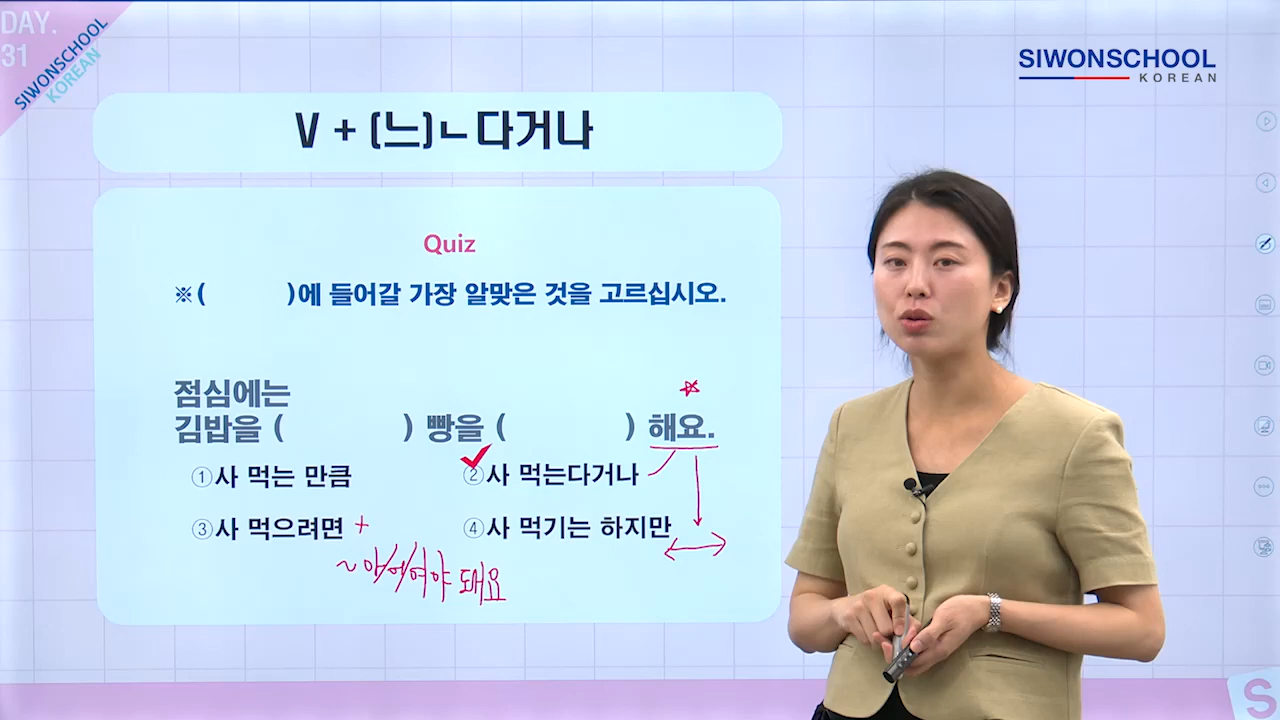 DAY.
31
SIWONSCHOOL
KOREAN
SIWONSCHOOL
KOREAN
V + (느)ㄴ다거나
Quiz
※( )에 들어갈 가장 알맞은 것을 고르십시오.
점심에는
김밥을 ( ) 빵을 ( ) 해요.
①사 먹는 만큼
②사 먹는다거나
③사 먹으려면 +
④사 먹기는 하지만
~아/어/여야 돼요
S